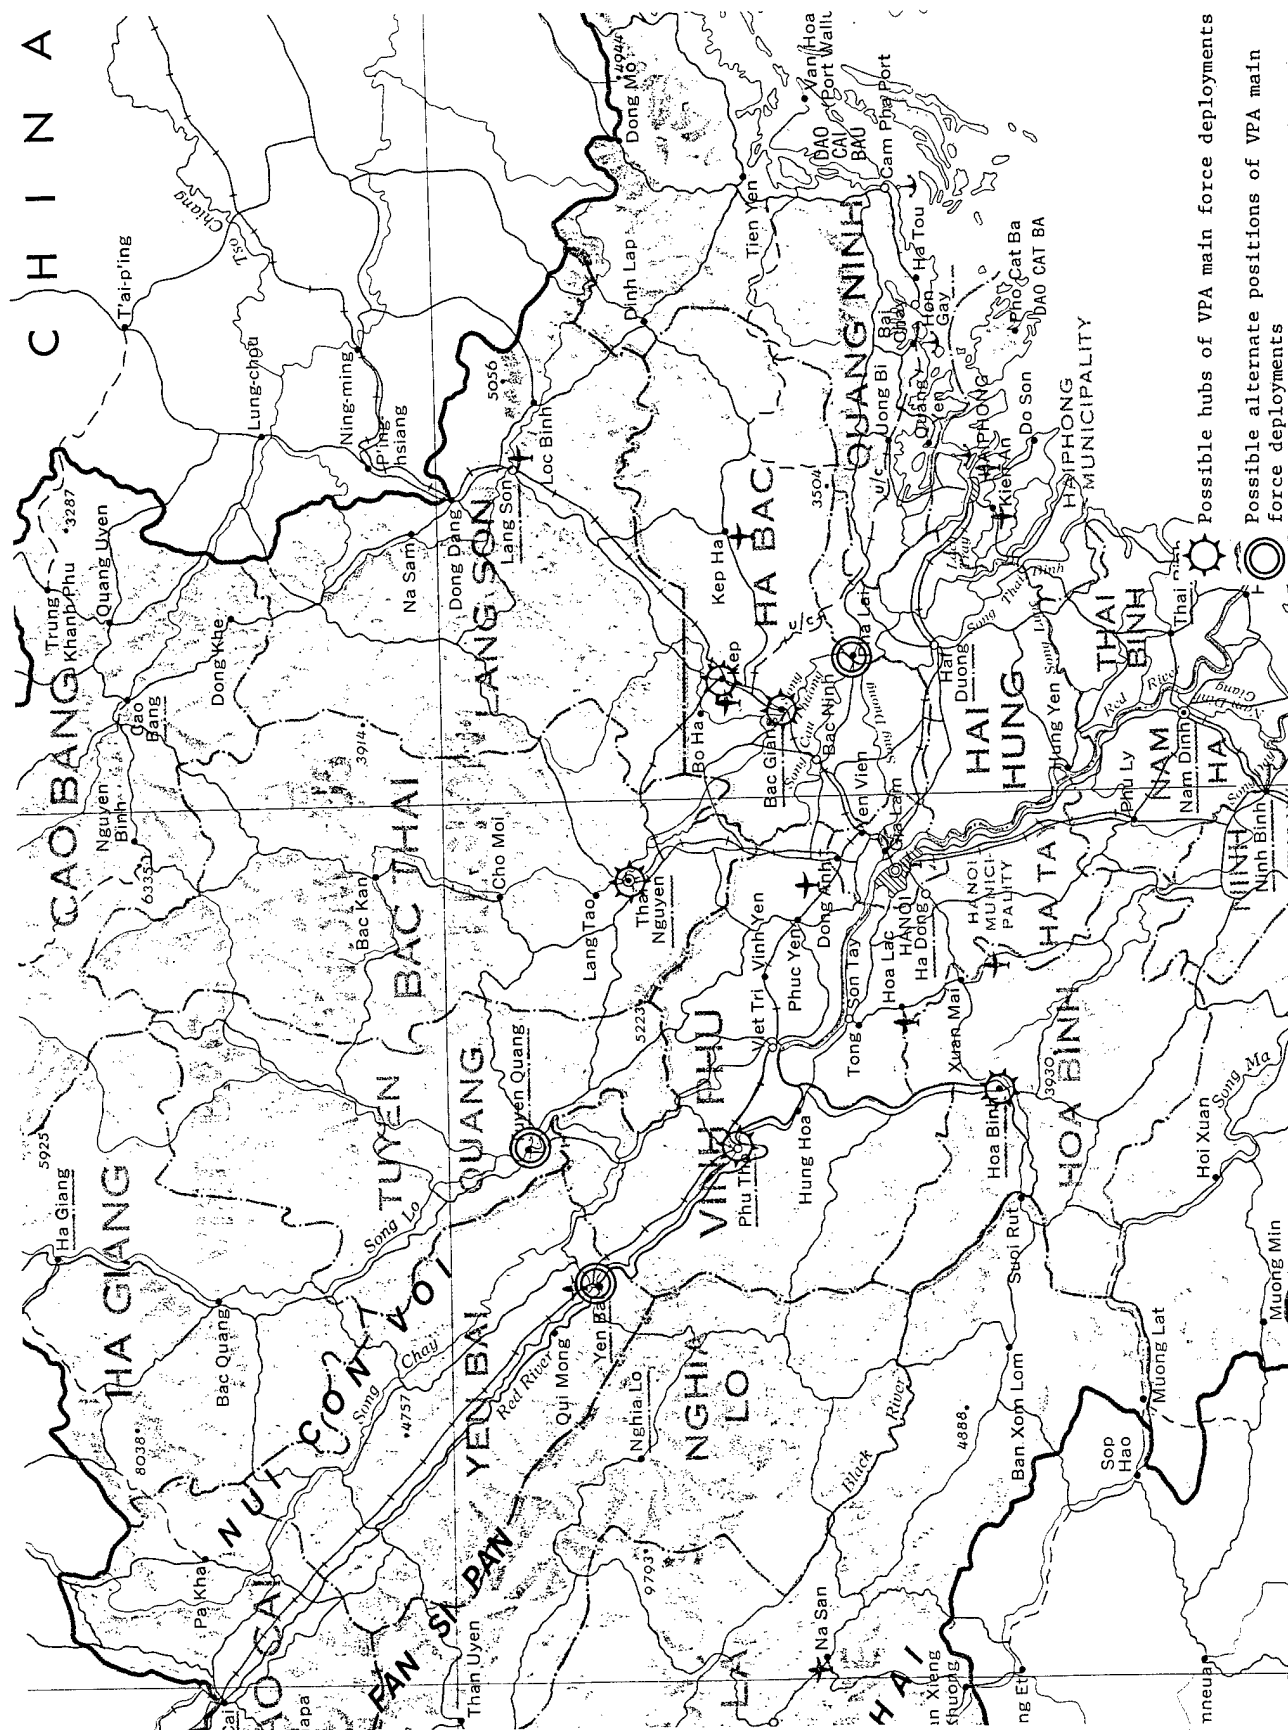 CHINA
T'ai-p'ing
Tso Chiang
Lung-chou
Ning-ming
P'ing-
hsiang
Trung
Khanh Phu
3287
Quang Uyen
CAO BANG
Cao
Bang
Dong Khe
Nguyen
Binh
6335
3914
Na Sam
Dong Dang
LANG SON
Lang Son
Loc Binh
5056
Dinh Lap
Dong Mo
4944
Tien Yen
Van Hoa
DAO
CAI
BAU
Cam Pha Port
QUANG NINH
Ha Tou
Bai
Chay
Hon
Gay
Pho Cat Ba
DAO CAT BA
Uong Bi
Quang
Yen
u/c
HAIPHONG
Kien An
Do Son
HAIPHONG
MUNICIPALITY
3504
HA BAC
Kep Ha
Kep
Bo Ha
u/c
Bac Giang
Bac Ninh
Song Cau
Song Duong
Pha Lai
Hai
Duong
HAI
HUNG
Hung Yen
Song Luoc
Song Thai Binh
THAI
BINH
Thai
Red River
NAM
HA
Nam Dinh
Nam Dinh
Giang
Phu Ly
NINH
Ninh Binh
BAC THAI
Bac Kan
Cho Moi
Lang Tao
Thai
Nguyen
5223
Yen Vien
Gia Lam
Dong Anh
Phuc Yen
Vinh Yen
Viet Tri
HANOI
Ha Dong
HANOI
MUNICI-
PALITY
HA TAY
Son Tay
Tong
Hoa Lac
Xuan Mai
HOA BINH
Hoa Binh
3930
Song Ma
Hoi Xuan
Suoi Rut
VINH PHU
Phu Tho
Hung Hoa
TUYEN
QUANG
Tuyen Quang
Song Lo
5925
Ha Giang
HA GIANG
Bac Quang
8038
NUI CON VOI
Song Chay
4757
YEN BAI
Yen Bai
Red River
Qui Mong
NGHIA
LO
Nghia Lo
9793
Black River
4888
Ban Xom Lom
Sop
Hao
Muong Lat
Muong Min
Na San
Pa Kha
LAO CAI
FAN SI PAN
Than Uyen
Possible hubs of VPA main force deployments
Possible alternate positions of VPA main
force deployments